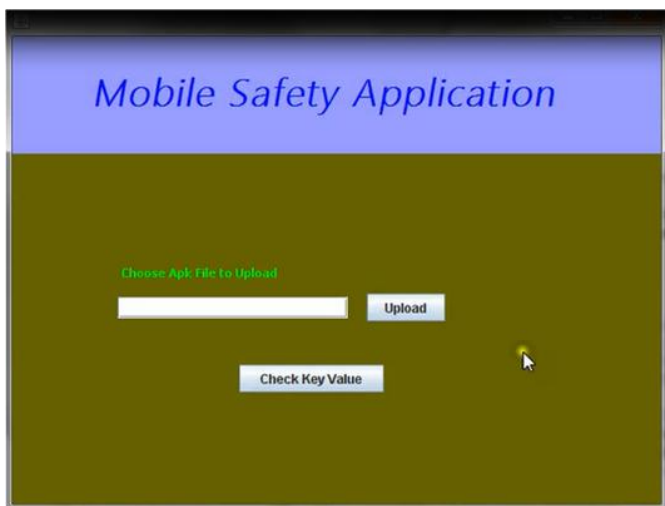 Mobile Safety Application
Choose Apk File to Upload
Upload
Check Key Value